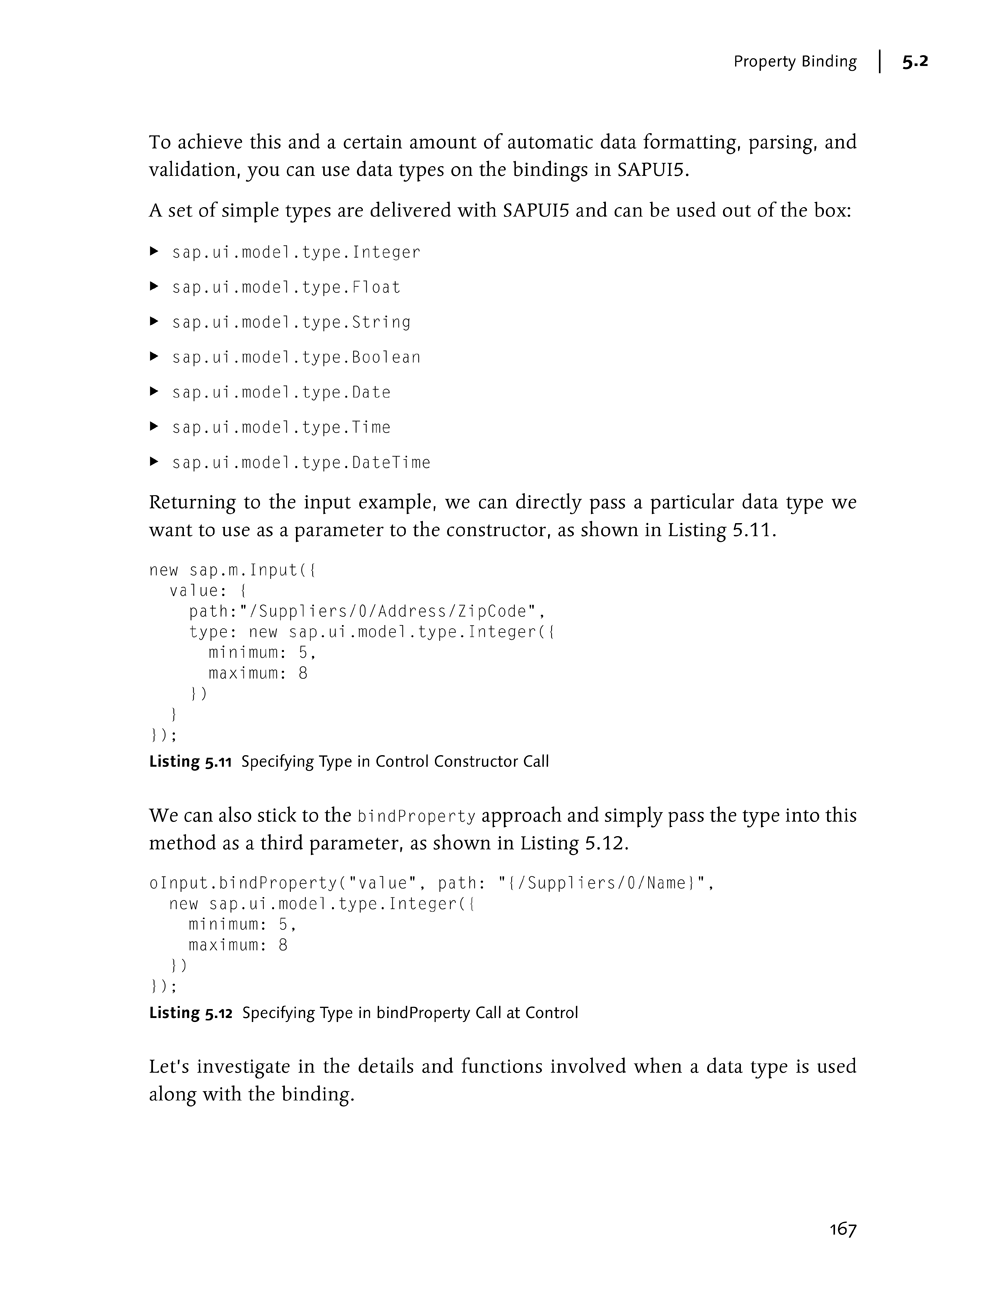 Property Binding | 5.2
To achieve this and a certain amount of automatic data formatting, parsing, and
validation, you can use data types on the bindings in SAPUI5.
A set of simple types are delivered with SAPUI5 and can be used out of the box:
▶ sap.ui.model.type.Integer
▶ sap.ui.model.type.Float
▶ sap.ui.model.type.String
▶ sap.ui.model.type.Boolean
▶ sap.ui.model.type.Date
▶ sap.ui.model.type.Time
▶ sap.ui.model.type.DateTime
Returning to the input example, we can directly pass a particular data type we
want to use as a parameter to the constructor, as shown in Listing 5.11.
new sap.m.Input({
  value: {
    path:"/Suppliers/0/Address/ZipCode",
    type: new sap.ui.model.type.Integer({
      minimum: 5,
      maximum: 8
    })
  }
});
Listing 5.11 Specifying Type in Control Constructor Call
We can also stick to the bindProperty approach and simply pass the type into this
method as a third parameter, as shown in Listing 5.12.
oInput.bindProperty("value", path: "{/Suppliers/0/Name}",
  new sap.ui.model.type.Integer({
    minimum: 5,
    maximum: 8
  })
});
Listing 5.12 Specifying Type in bindProperty Call at Control
Let's investigate in the details and functions involved when a data type is used
along with the binding.
167